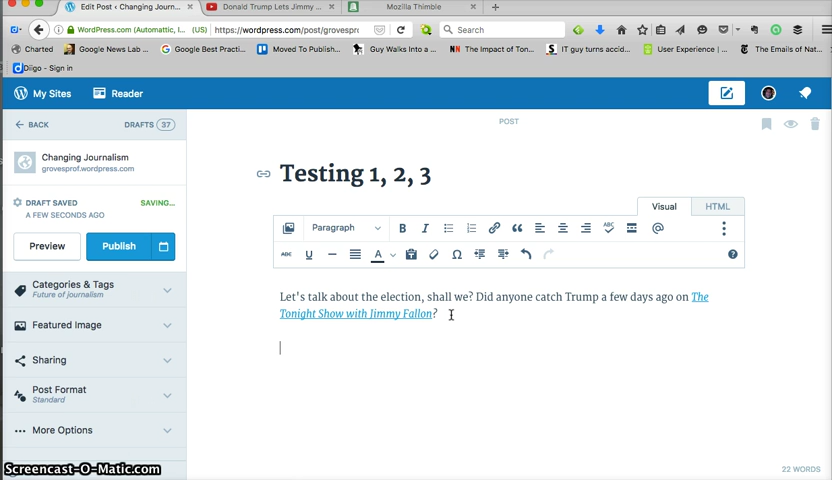 Edit Post ‹ Changing Journ...
Donald Trump Lets Jimmy ...
Mozilla Thimble
WordPress.com (Automattic, I... (US)
https://wordpress.com/post/grovespr
Search
Charted
Google News Lab ...
Google Best Practic...
Moved To Publish...
Guy Walks Into a ...
The Impact of Ton...
IT guy turns accid...
User Experience | ...
The Emails of Nat...
Diigo - Sign in
My Sites
Reader
BACK
DRAFTS 37
POST
Changing Journalism
grovesprof.wordpress.com
Testing 1, 2, 3
DRAFT SAVED
SAVING...
A FEW SECONDS AGO
Visual
HTML
Paragraph
B I
ABC
ABC U A
Preview
Publish
Categories & Tags
Future of journalism
Let's talk about the election, shall we? Did anyone catch Trump a few days ago on The
Tonight Show with Jimmy Fallon?
Featured Image
Sharing
Post Format
Standard
More Options
Screencast-O-Matic.com
22 WORDS